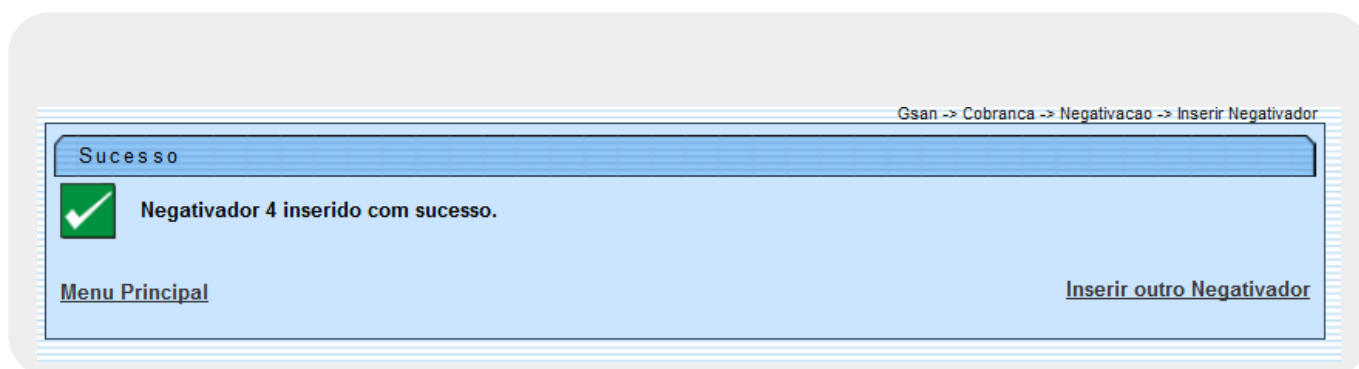 Gsan -> Cobranca -> Negativacao -> Inserir Negativador
Sucesso
Negativador 4 inserido com sucesso.
Menu Principal
Inserir outro Negativador